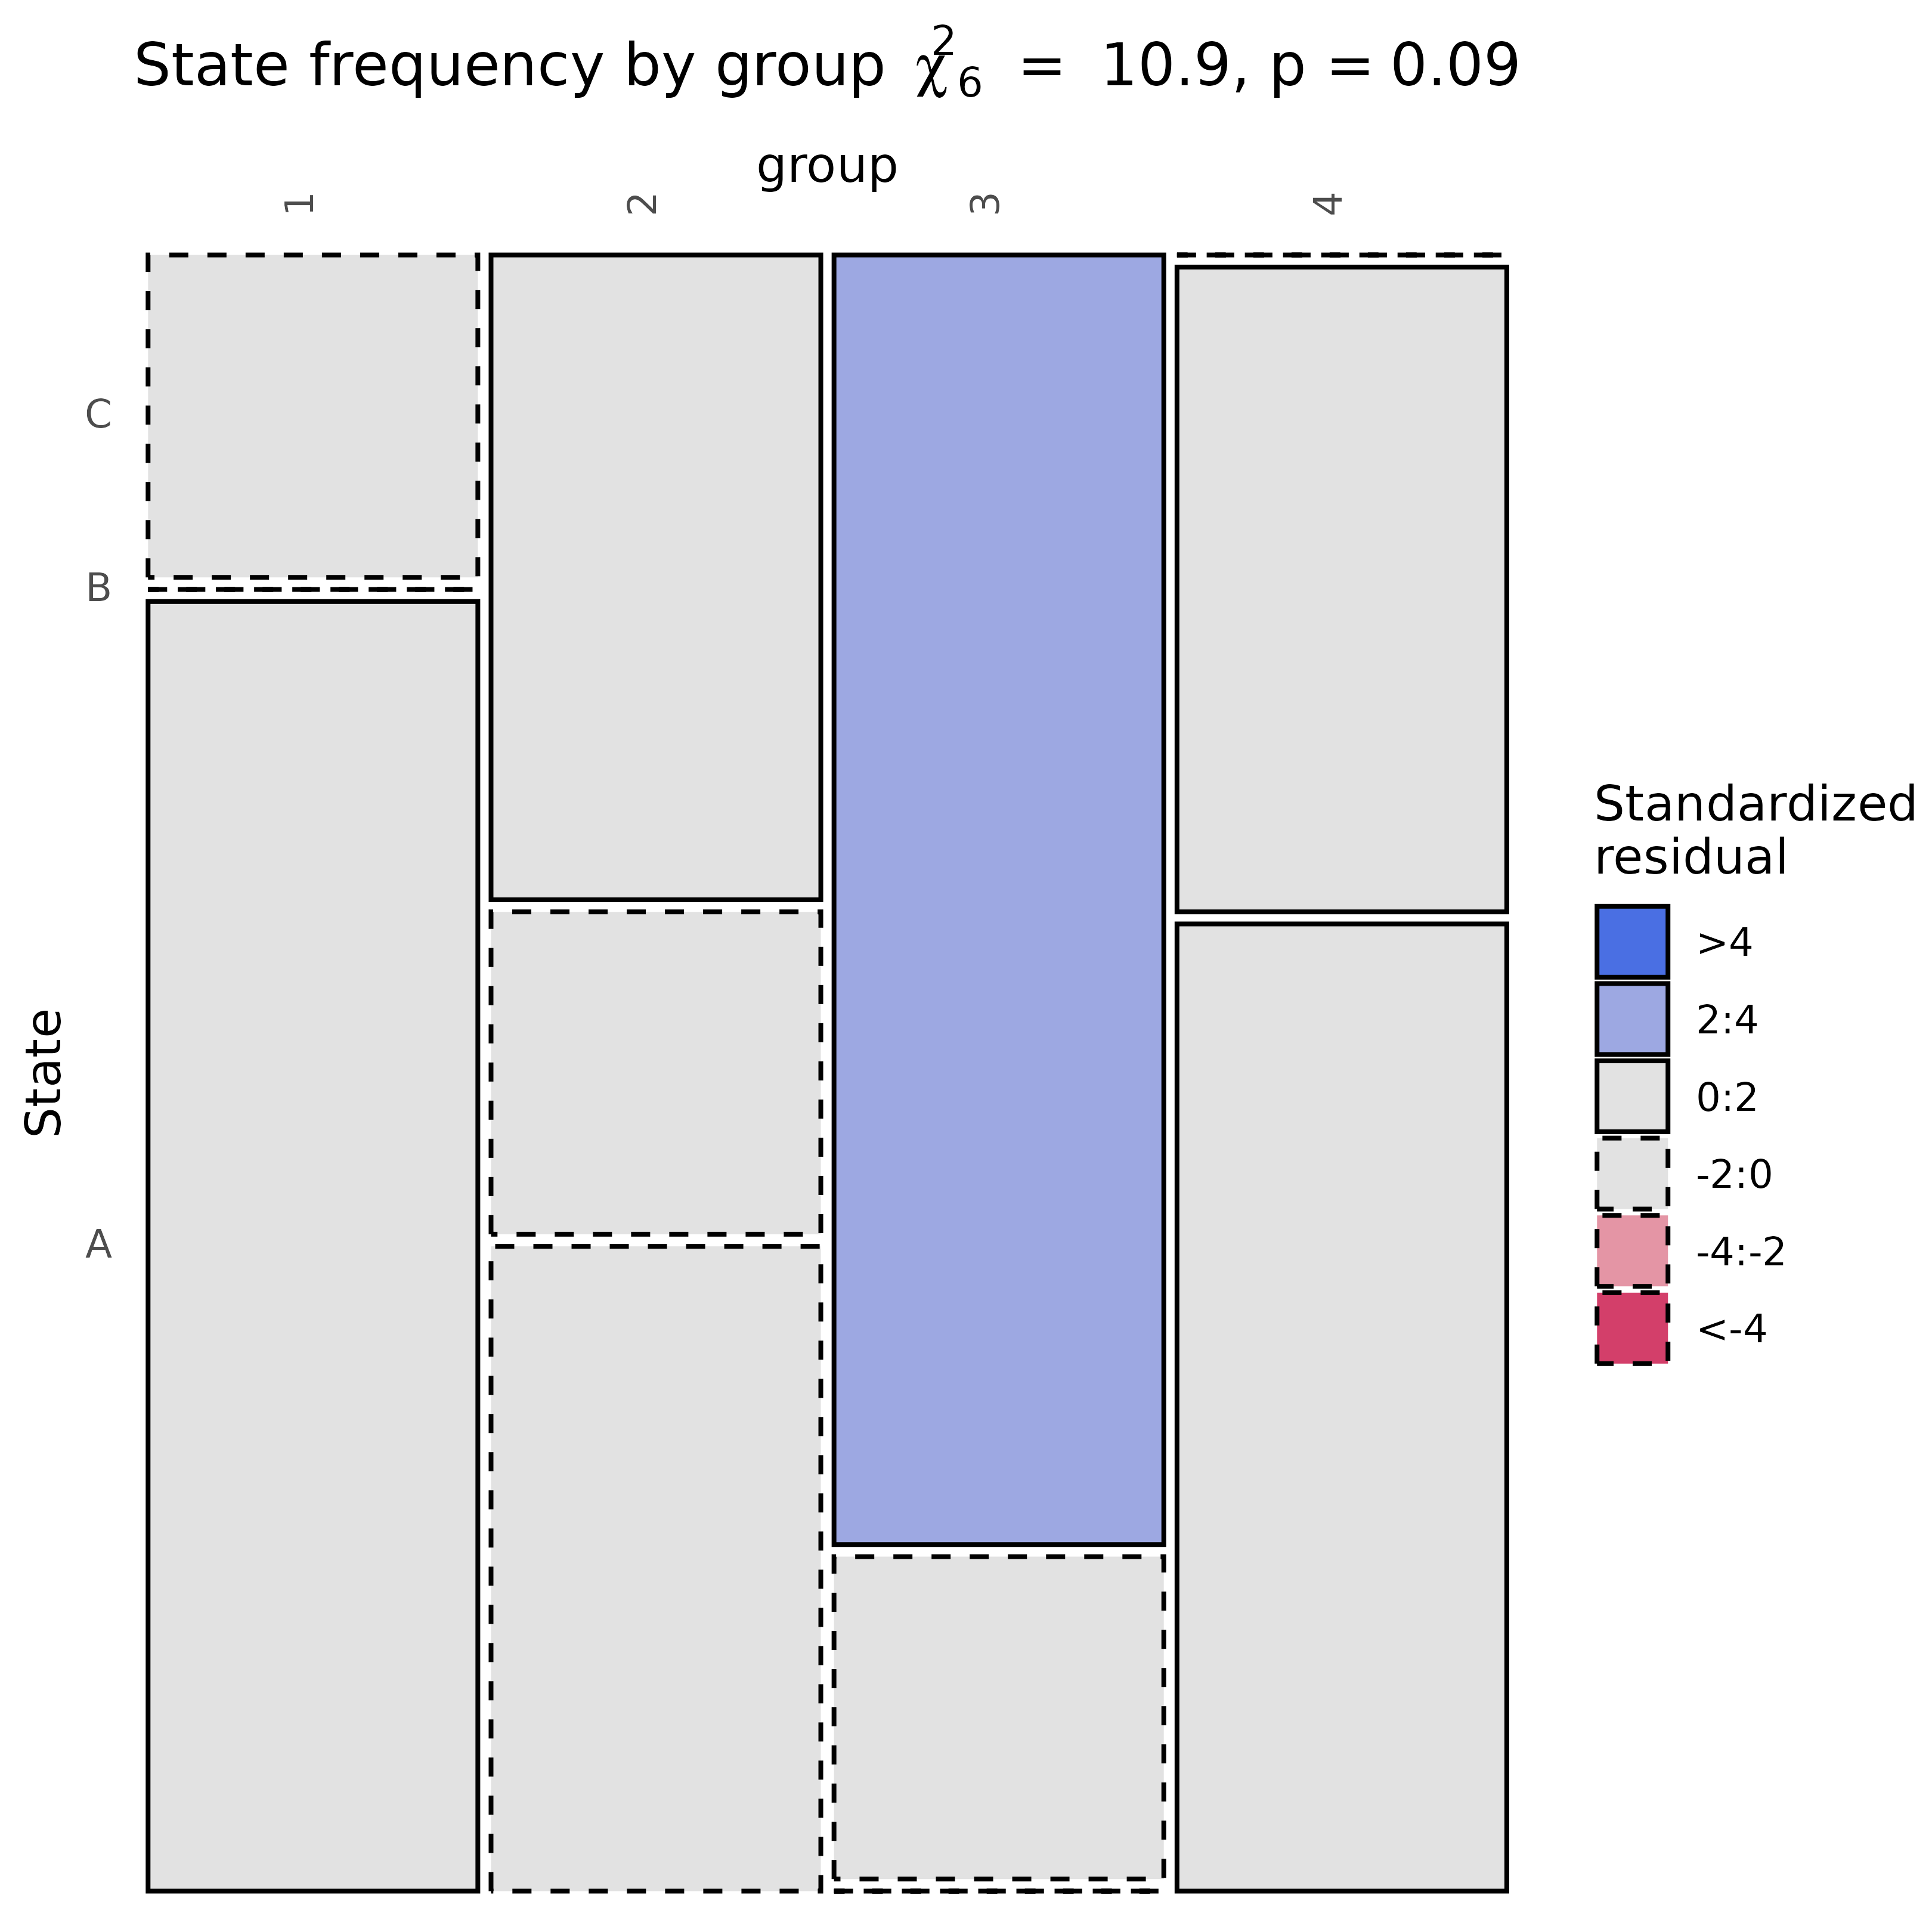 State frequency by group χ²₆ = 10.9, p = 0.09
group
1 2 3 4
C
B
A
State
Standardized
residual
>4
2:4
0:2
-2:0
-4:-2
<-4